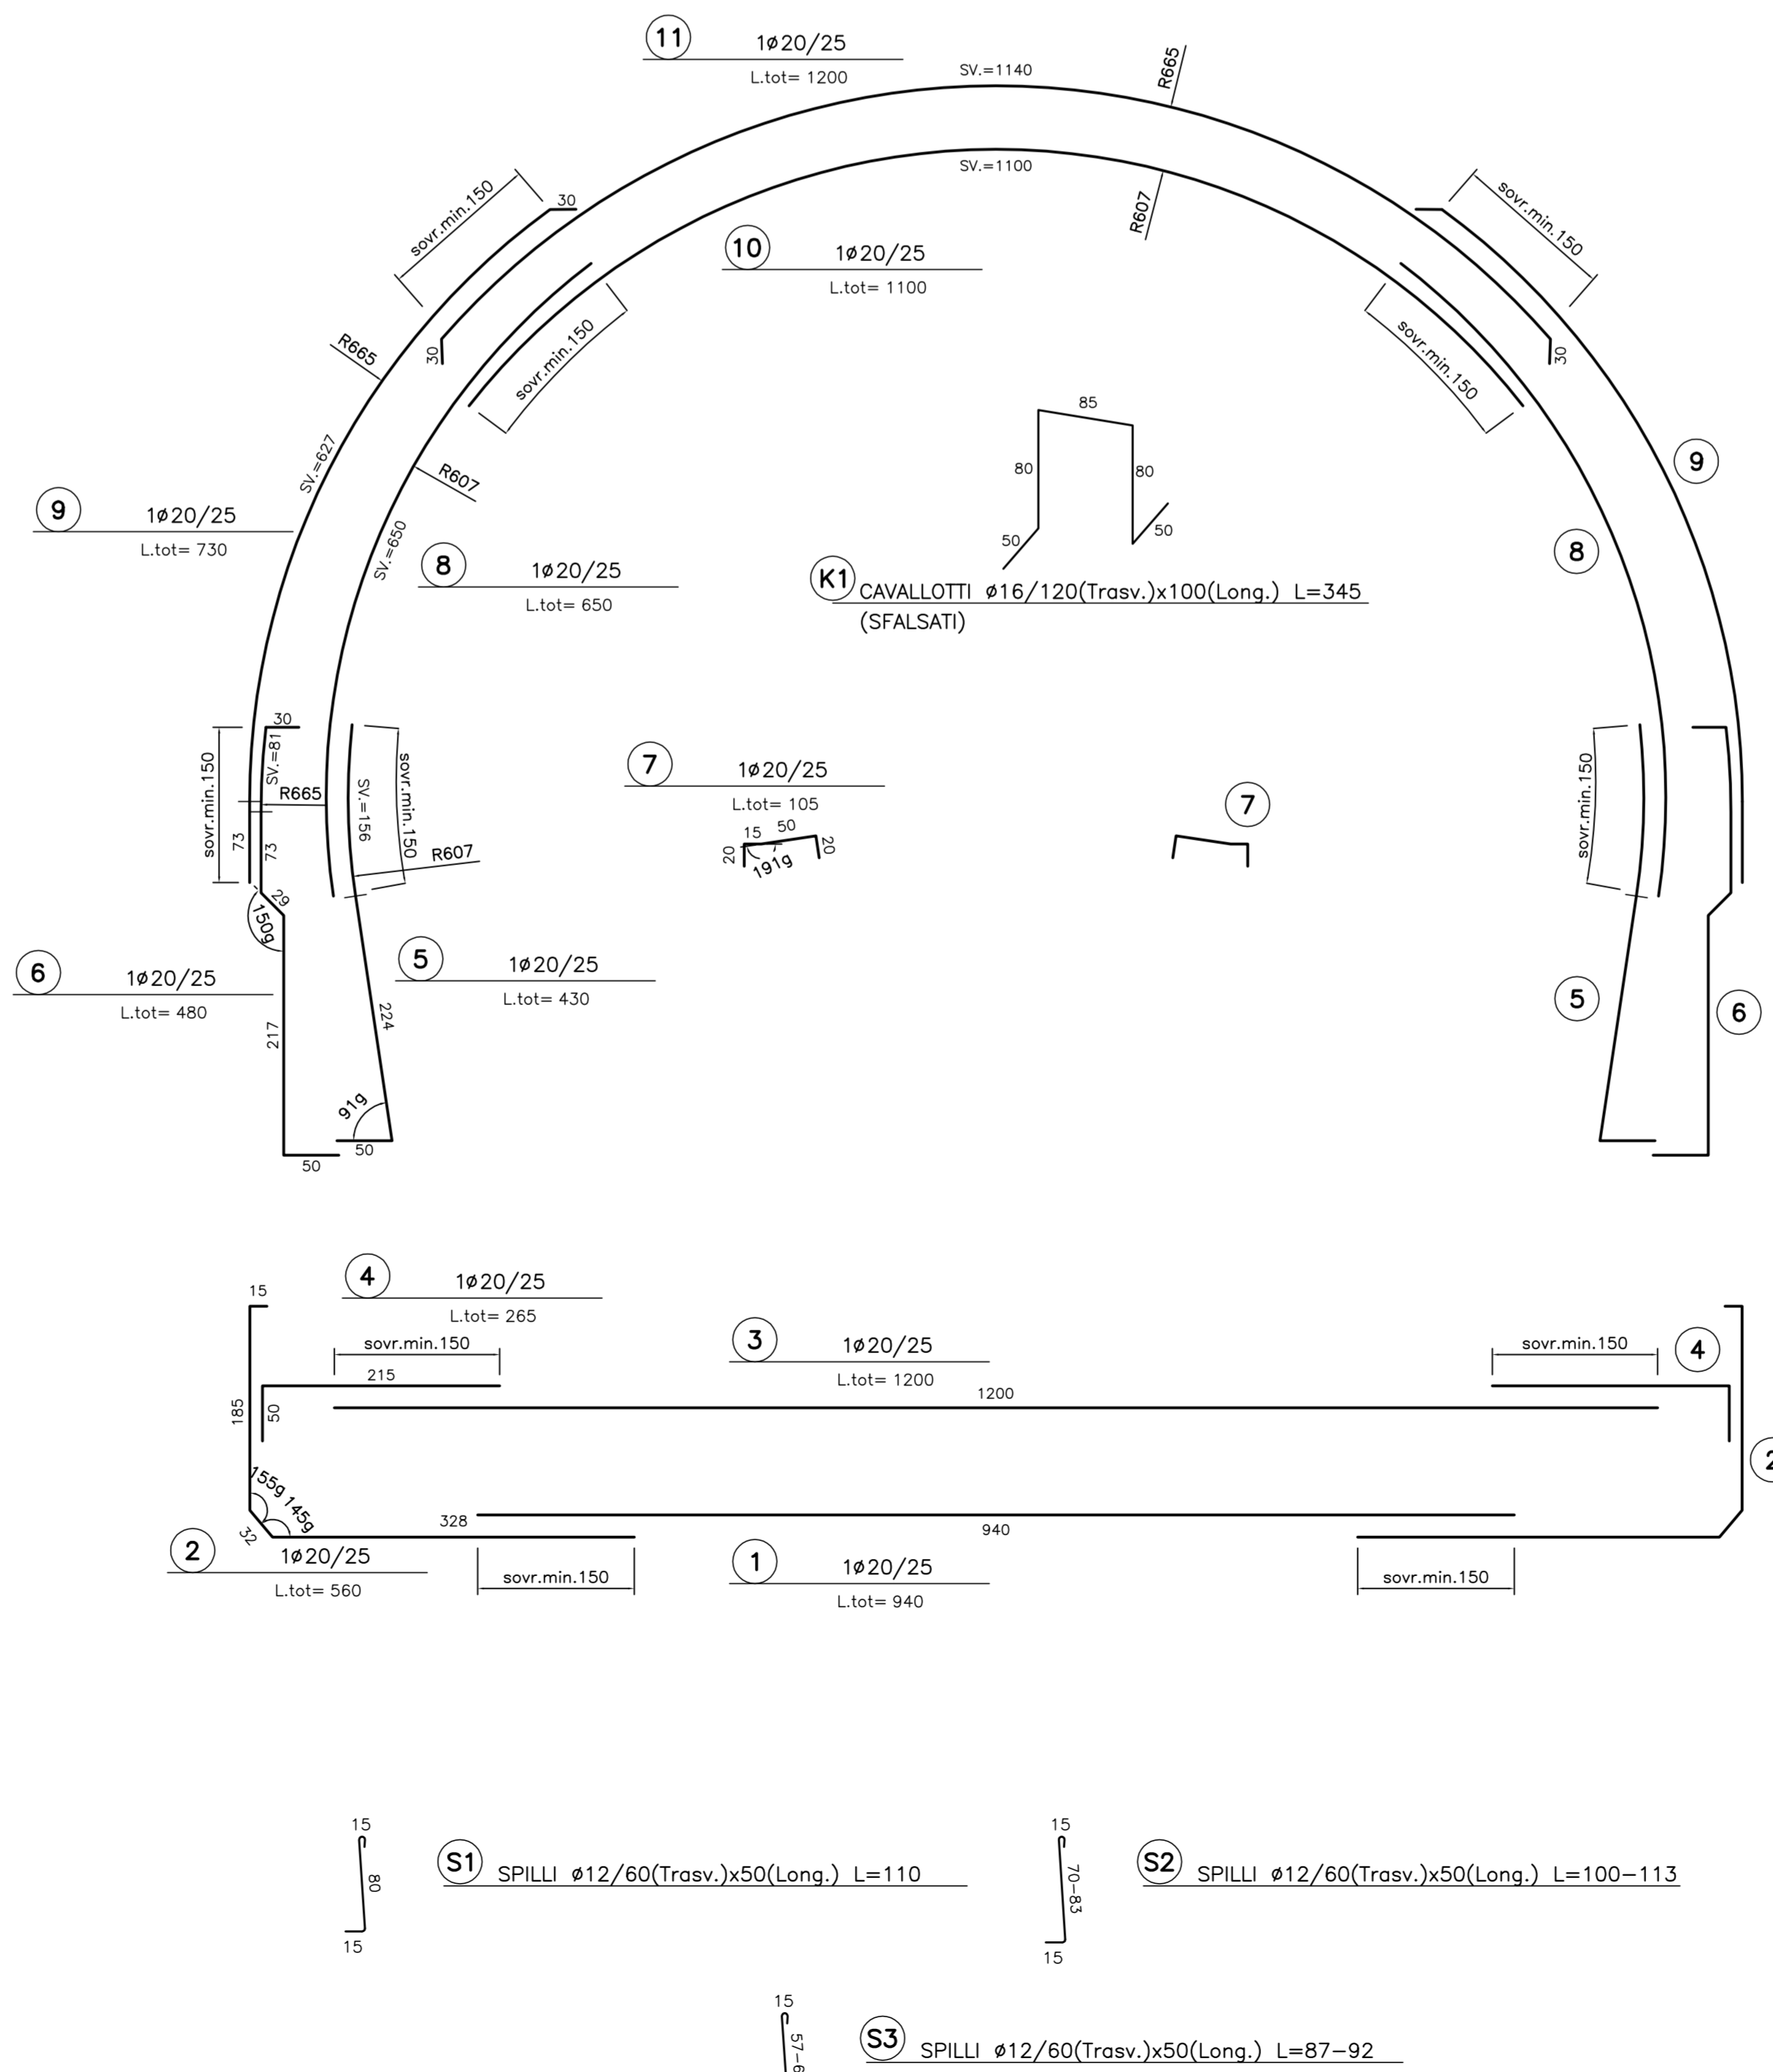 11
1ø20/25
L.tot= 1200
SV.=1140
R665
SV.=1100
R607
sovr.min.150
30
sovr.min.150
10
1ø20/25
L.tot= 1100
R665
30
sovr.min.150
sovr.min.150
30
SV.=627
R607
85
80
80
50
50
9
9
1ø20/25
L.tot= 730
SV.=650
8
1ø20/25
L.tot= 650
8
K1
CAVALLOTTI ø16/120(Trasv.)x100(Long.) L=345
(SFALSATI)
30
SV.=81
sovr.min.150
R665
73
73
SV.=156
sovr.min.150
R607
29
150g
7
1ø20/25
L.tot= 105
15
50
20
20
191g
7
sovr.min.150
6
1ø20/25
L.tot= 480
5
1ø20/25
L.tot= 430
217
224
91g
50
50
5
6
4
1ø20/25
L.tot= 265
15
sovr.min.150
215
185
50
3
1ø20/25
L.tot= 1200
1200
sovr.min.150
4
155g
145g
32
328
940
2
1ø20/25
L.tot= 560
sovr.min.150
1
1ø20/25
L.tot= 940
sovr.min.150
15
80
15
S1
SPILLI ø12/60(Trasv.)x50(Long.) L=110
15
70-83
15
S2
SPILLI ø12/60(Trasv.)x50(Long.) L=100-113
15
S3
SPILLI ø12/60(Trasv.)x50(Long.) L=87-92